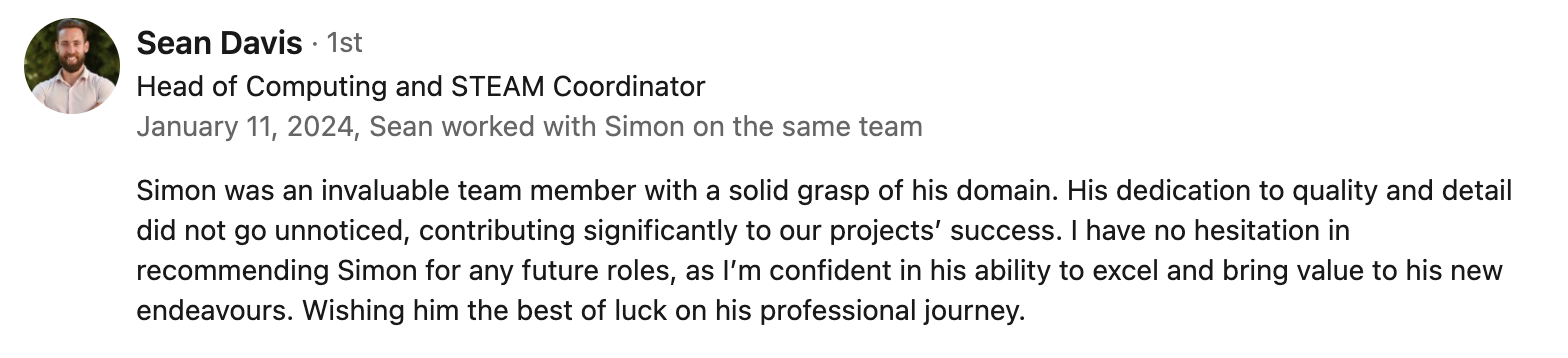 Sean Davis · 1st
Head of Computing and STEAM Coordinator
January 11, 2024, Sean worked with Simon on the same team
Simon was an invaluable team member with a solid grasp of his domain. His dedication to quality and detail
did not go unnoticed, contributing significantly to our projects’ success. I have no hesitation in
recommending Simon for any future roles, as I’m confident in his ability to excel and bring value to his new
endeavours. Wishing him the best of luck on his professional journey.